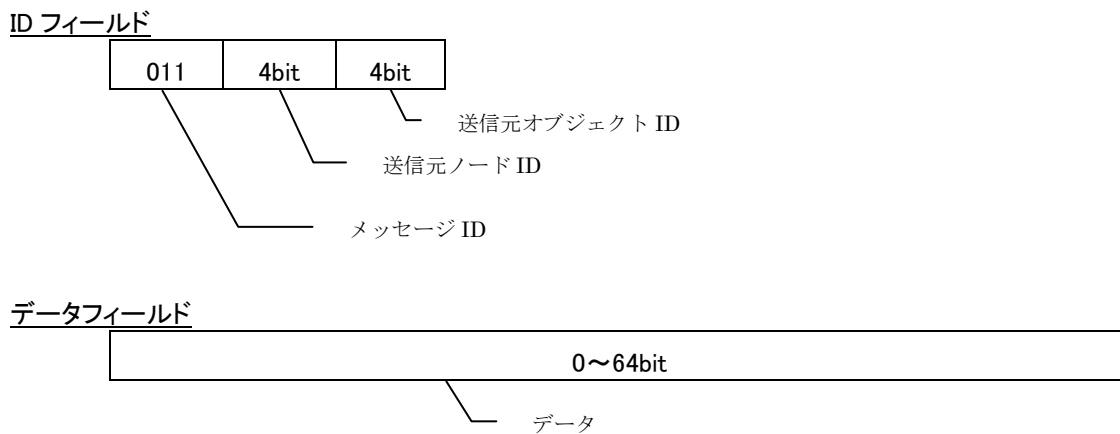 ID フィールド
011 4bit 4bit
送信元オブジェクト ID
送信元ノード ID
メッセージ ID
データフィールド
0～64bit
データ